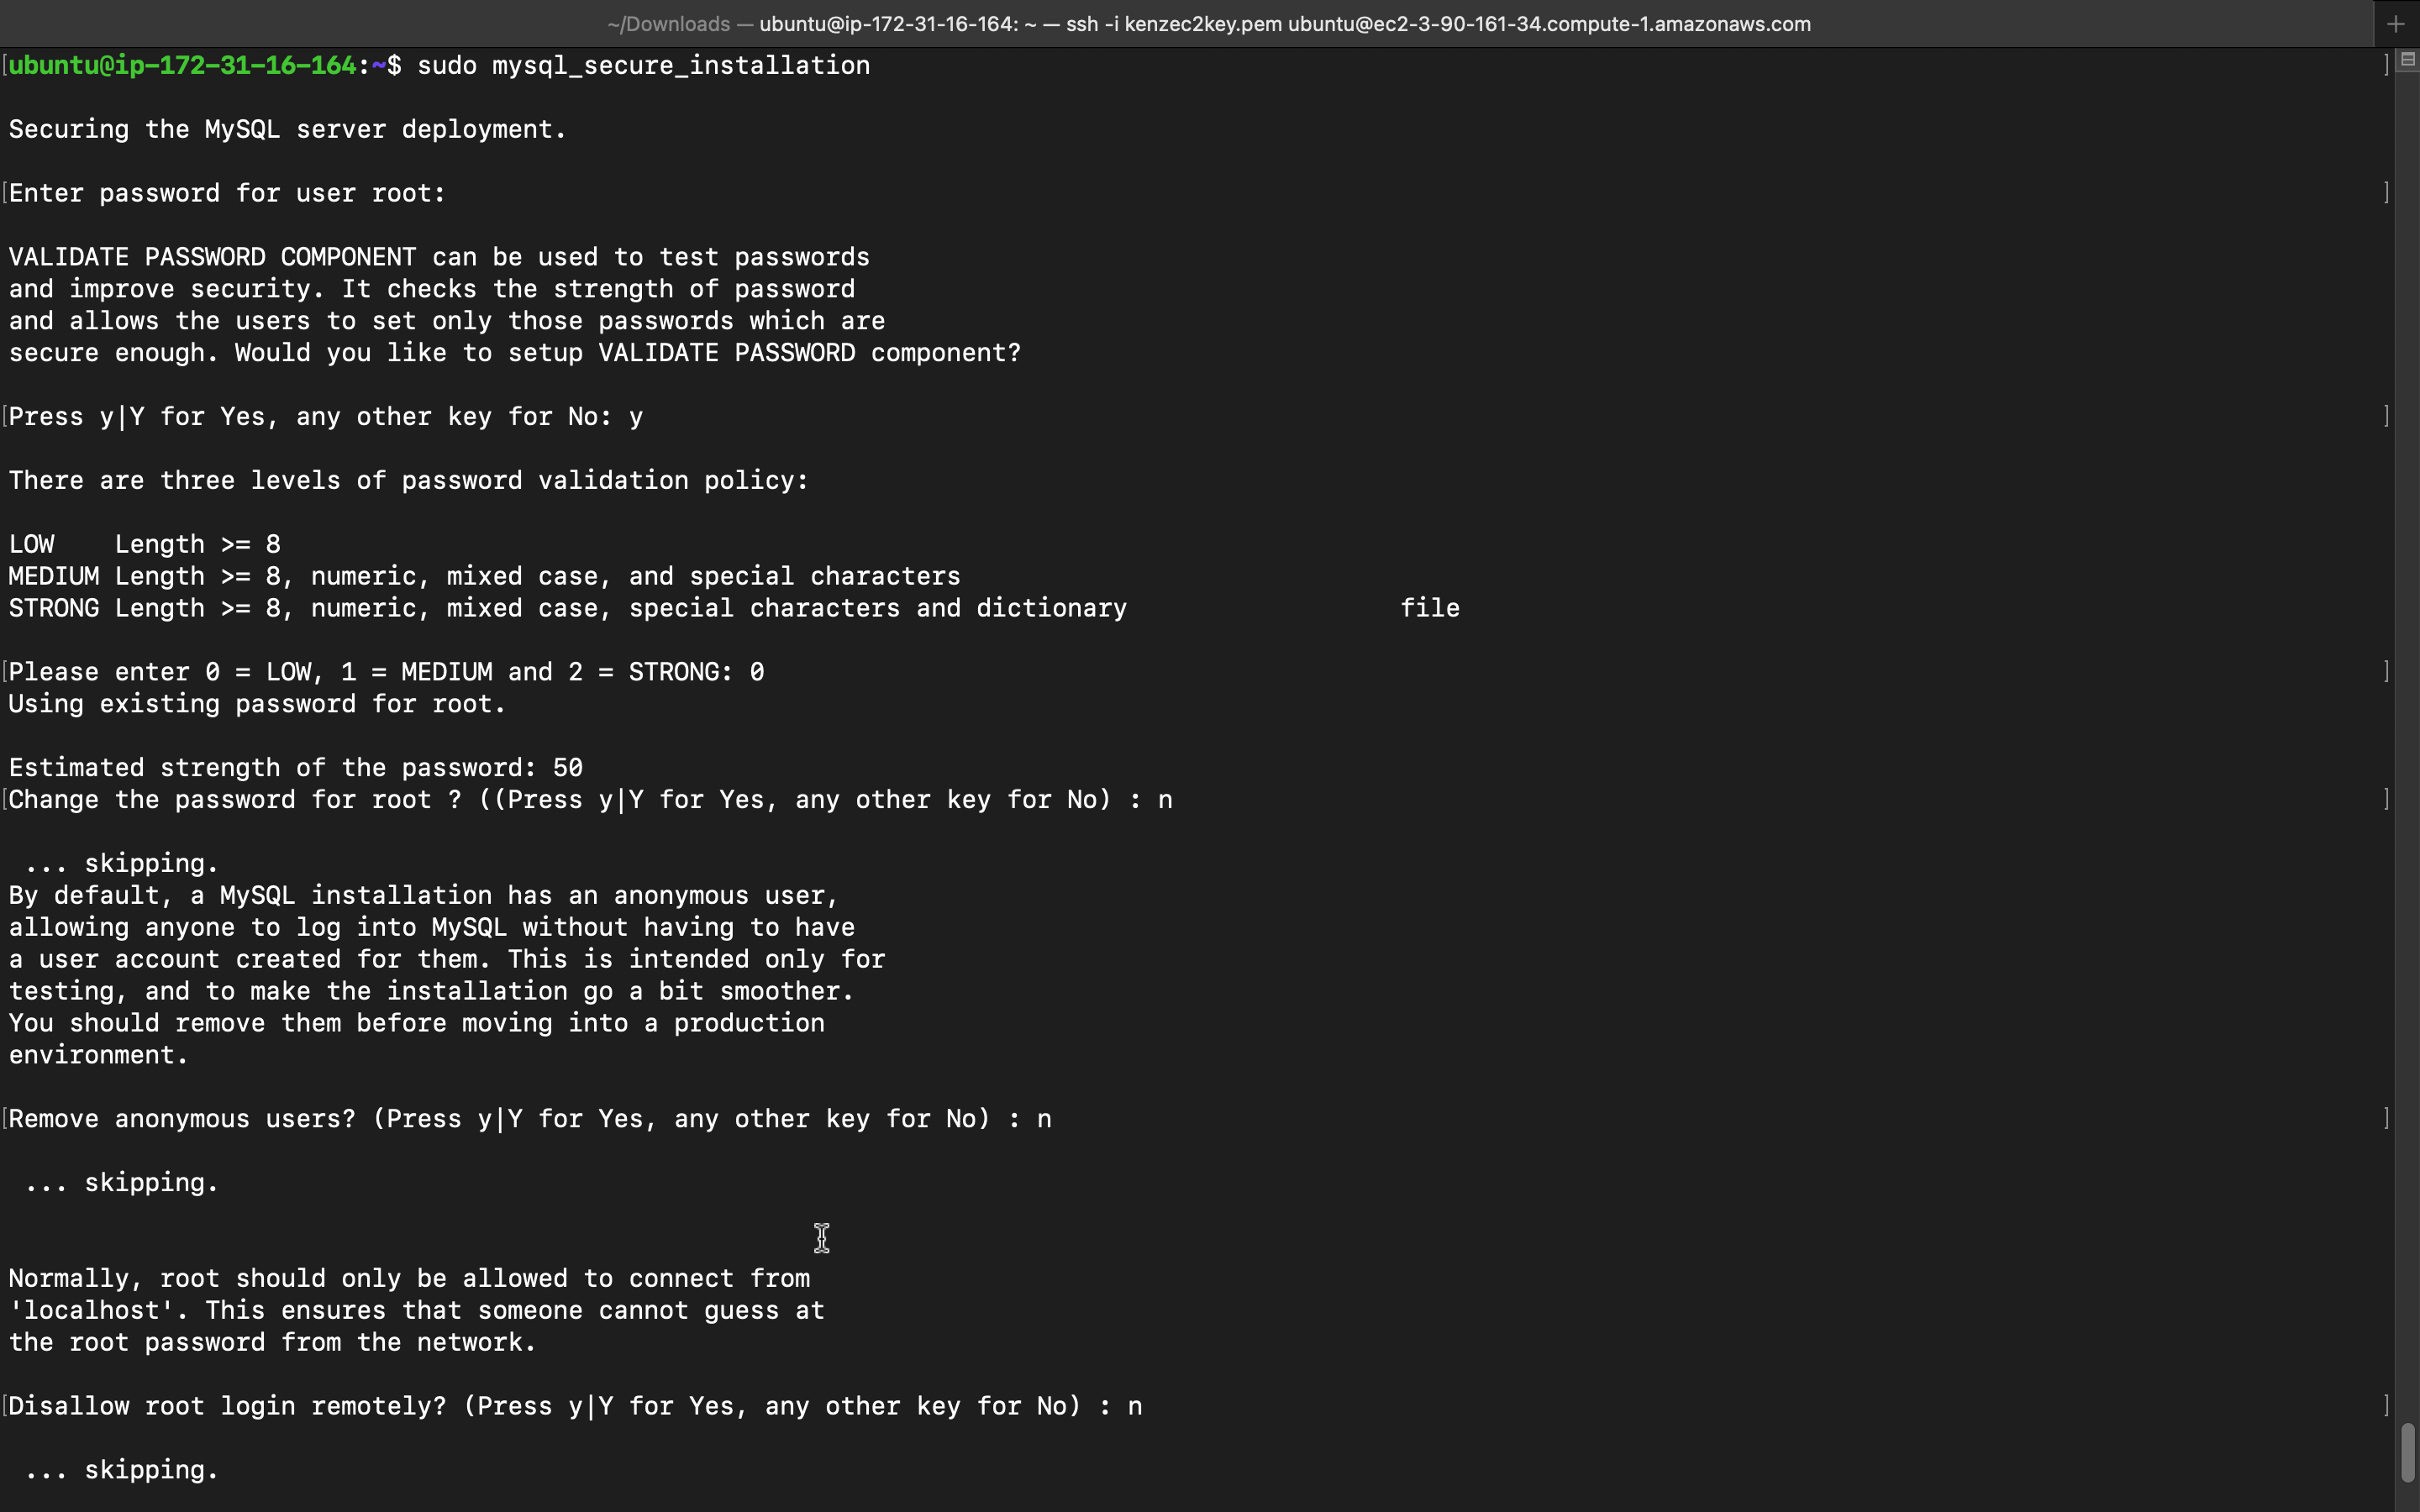 ~/Downloads — ubuntu@ip-172-31-16-164: ~ — ssh -i kenzec2key.pem ubuntu@ec2-3-90-161-34.compute-1.amazonaws.com
[ubuntu@ip-172-31-16-164:~$ sudo mysql_secure_installation ]
Securing the MySQL server deployment.
[Enter password for user root: ]
VALIDATE PASSWORD COMPONENT can be used to test passwords
and improve security. It checks the strength of password
and allows the users to set only those passwords which are
secure enough. Would you like to setup VALIDATE PASSWORD component?
[Press y|Y for Yes, any other key for No: y ]
There are three levels of password validation policy:
LOW    Length >= 8
MEDIUM Length >= 8, numeric, mixed case, and special characters
STRONG Length >= 8, numeric, mixed case, special characters and dictionary                  file
[Please enter 0 = LOW, 1 = MEDIUM and 2 = STRONG: 0 ]
Using existing password for root.
Estimated strength of the password: 50
[Change the password for root ? ((Press y|Y for Yes, any other key for No) : n ]
 ... skipping.
By default, a MySQL installation has an anonymous user,
allowing anyone to log into MySQL without having to have
a user account created for them. This is intended only for
testing, and to make the installation go a bit smoother.
You should remove them before moving into a production
environment.
[Remove anonymous users? (Press y|Y for Yes, any other key for No) : n ]
 ... skipping.
Normally, root should only be allowed to connect from
'localhost'. This ensures that someone cannot guess at
the root password from the network.
[Disallow root login remotely? (Press y|Y for Yes, any other key for No) : n ]
 ... skipping.